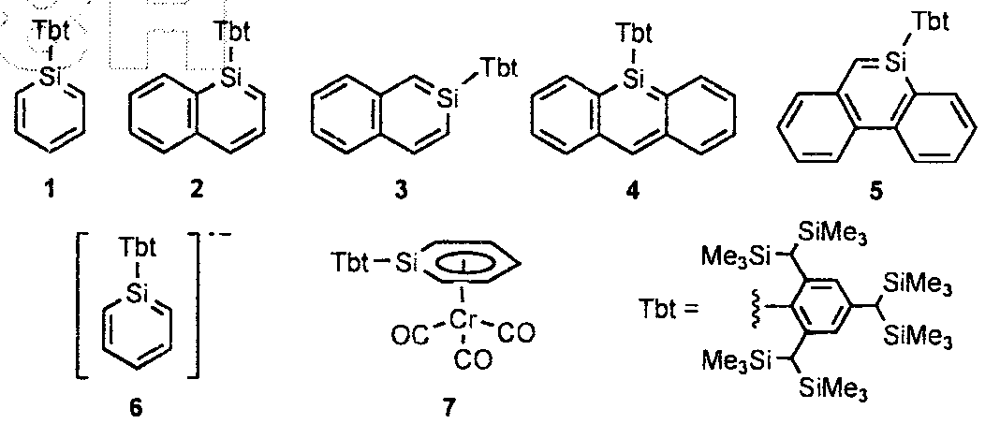 Tbt
Si
1
Tbt
Si
2
Si
Tbt
3
Tbt
Si
4
Tbt
Si
5
Tbt
Si
6
Tbt
Si
Cr
OC
CO
CO
7
Tbt =
SiMe3
Me3Si
SiMe3
SiMe3
Me3Si
SiMe3